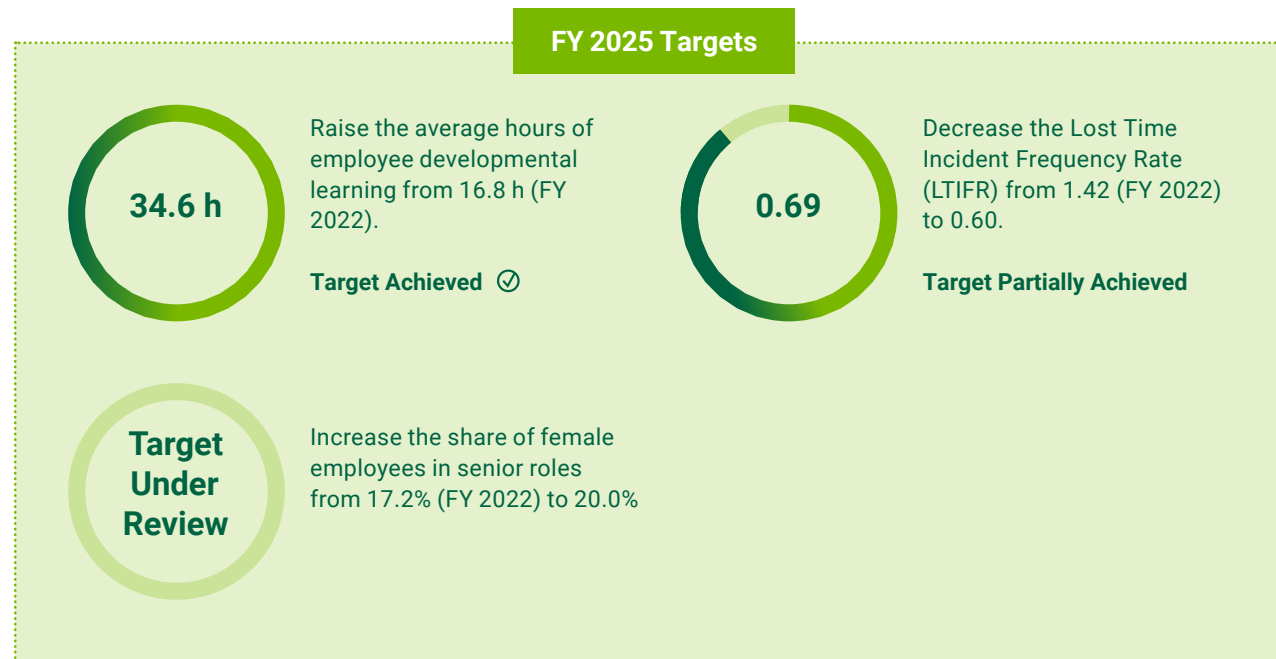 FY 2025 Targets
34.6 h
Raise the average hours of
employee developmental
learning from 16.8 h (FY
2022).
Target Achieved
0.69
Decrease the Lost Time
Incident Frequency Rate
(LTIFR) from 1.42 (FY 2022)
to 0.60.
Target Partially Achieved
Target
Under
Review
Increase the share of female
employees in senior roles
from 17.2% (FY 2022) to 20.0%